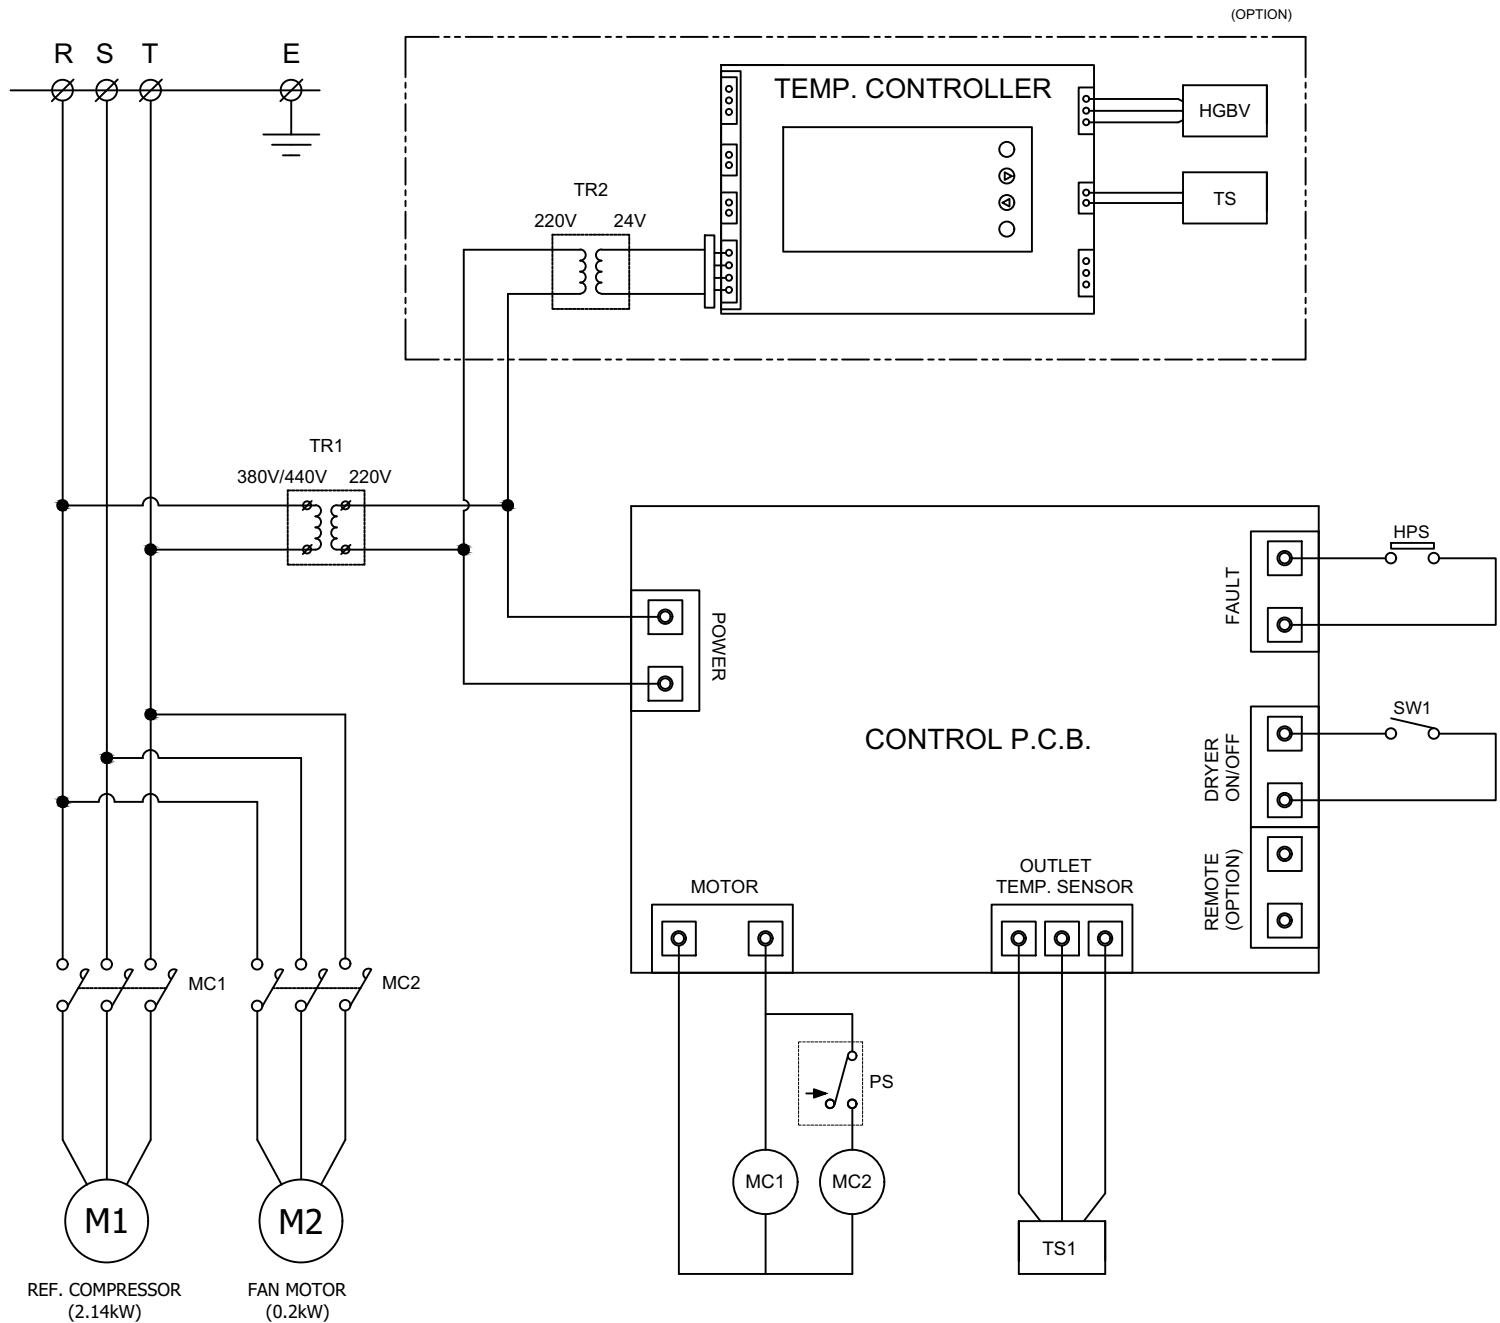 (OPTION)
R S T E
TEMP. CONTROLLER
HGBV
TS
TR2
220V 24V
TR1
380V/440V 220V
HPS
FAULT
POWER
SW1
CONTROL P.C.B.
DRYER
ON/OFF
REMOTE
(OPTION)
MOTOR
OUTLET
TEMP. SENSOR
MC1
MC2
PS
MC1
MC2
M1
M2
TS1
REF. COMPRESSOR
(2.14kW)
FAN MOTOR
(0.2kW)